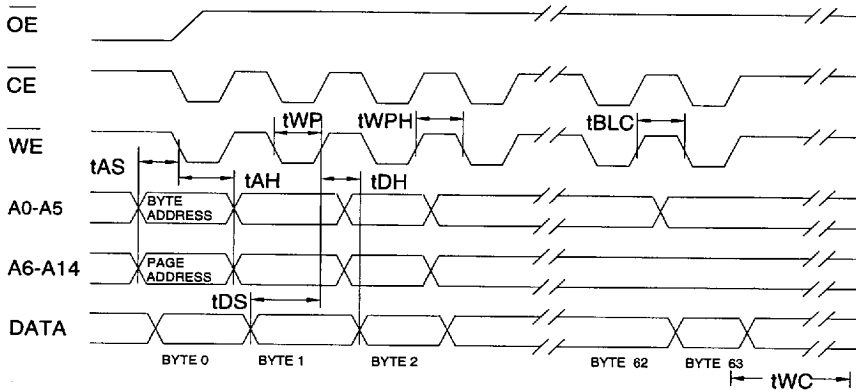 OE
CE
tWP
tWPH
tBLC
WE
tAS
tAH
tDH
A0-A5
BYTE
ADDRESS
A6-A14
PAGE
ADDRESS
tDS
DATA
BYTE 0
BYTE 1
BYTE 2
BYTE 62
BYTE 63
tWC